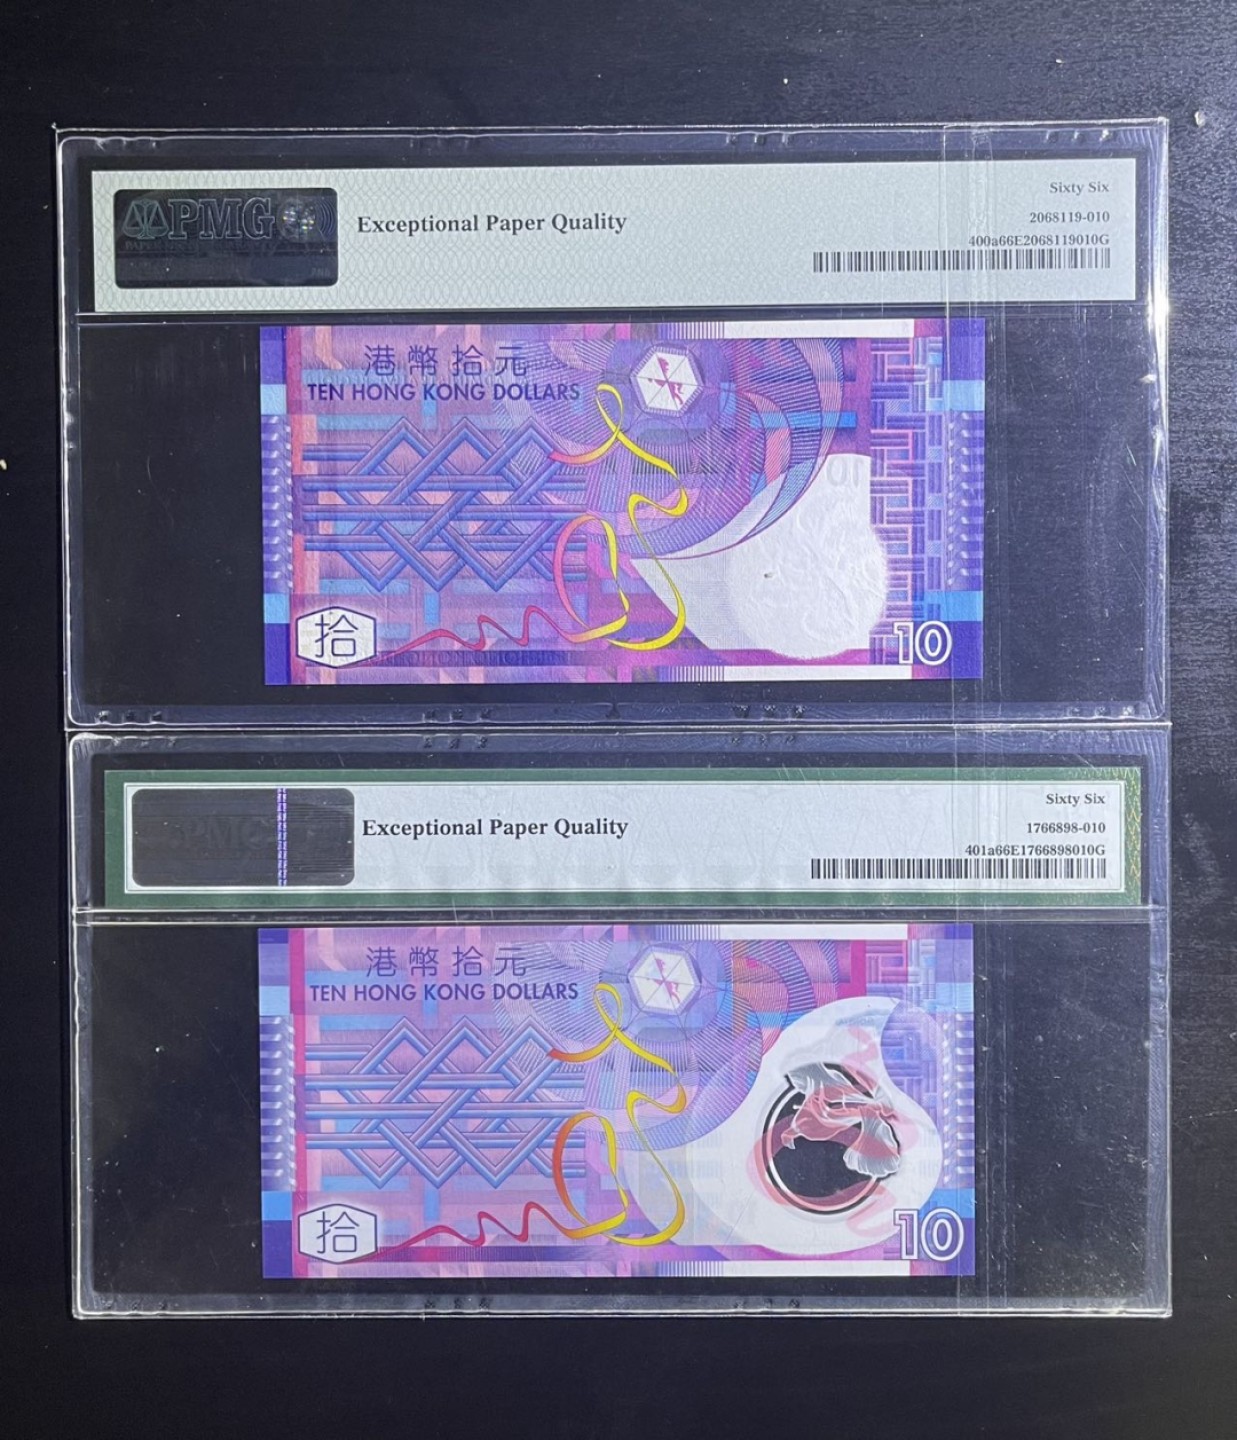 PMG
Exceptional Paper Quality
Sixty Six
2068119-010
400a66E2068119010G
港幣拾元
TEN HONG KONG DOLLARS
拾
10
PMG
Exceptional Paper Quality
Sixty Six
1766898-010
401a66E1766898010G
港幣拾元
TEN HONG KONG DOLLARS
拾
10